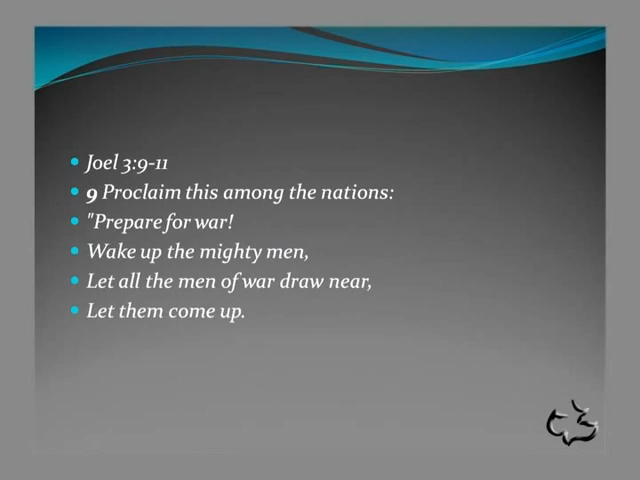 Joel 3:9-11
9 Proclaim this among the nations:
"Prepare for war!
Wake up the mighty men,
Let all the men of war draw near,
Let them come up.